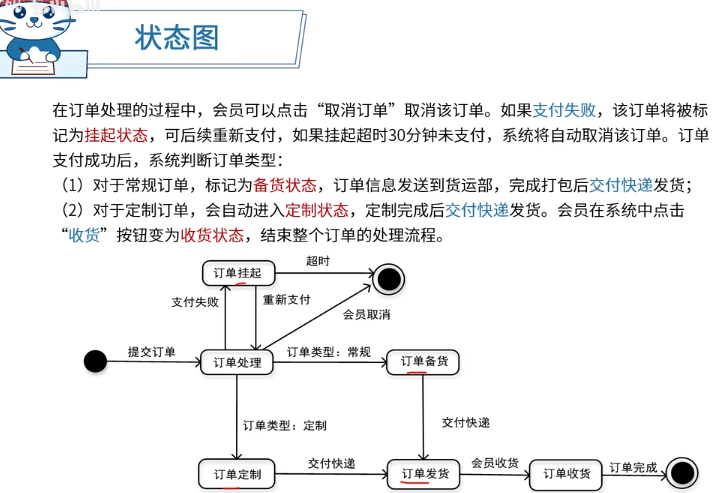 状态图
在订单处理的过程中，会员可以点击“取消订单”取消该订单。如果支付失败，该订单将被标
记为挂起状态，可后续重新支付，如果挂起超时30分钟未支付，系统将自动取消该订单。订单
支付成功后，系统判断订单类型：
（1）对于常规订单，标记为备货状态，订单信息发送到货运部，完成打包后交付快递发货；
（2）对于定制订单，会自动进入定制状态，定制完成后交付快递发货。会员在系统中点击
“收货”按钮变为收货状态，结束整个订单的处理流程。
订单挂起
超时
支付失败
重新支付
会员取消
提交订单
订单处理
订单类型：常规
订单备货
订单类型：定制
交付快递
订单定制
交付快递
订单发货
会员收货
订单收货
订单完成